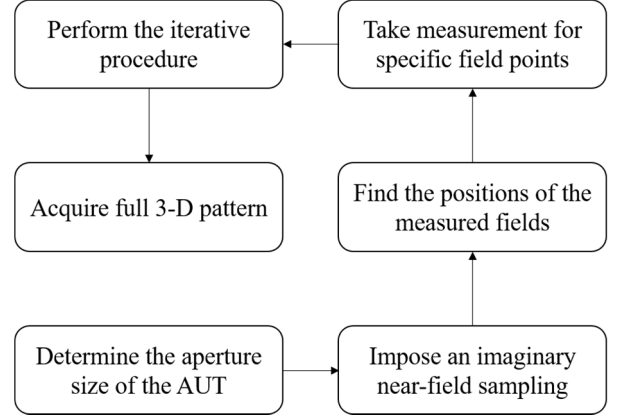 Perform the iterative
procedure
Take measurement for
specific field points
Acquire full 3-D pattern
Find the positions of the
measured fields
Determine the aperture
size of the AUT
Impose an imaginary
near-field sampling